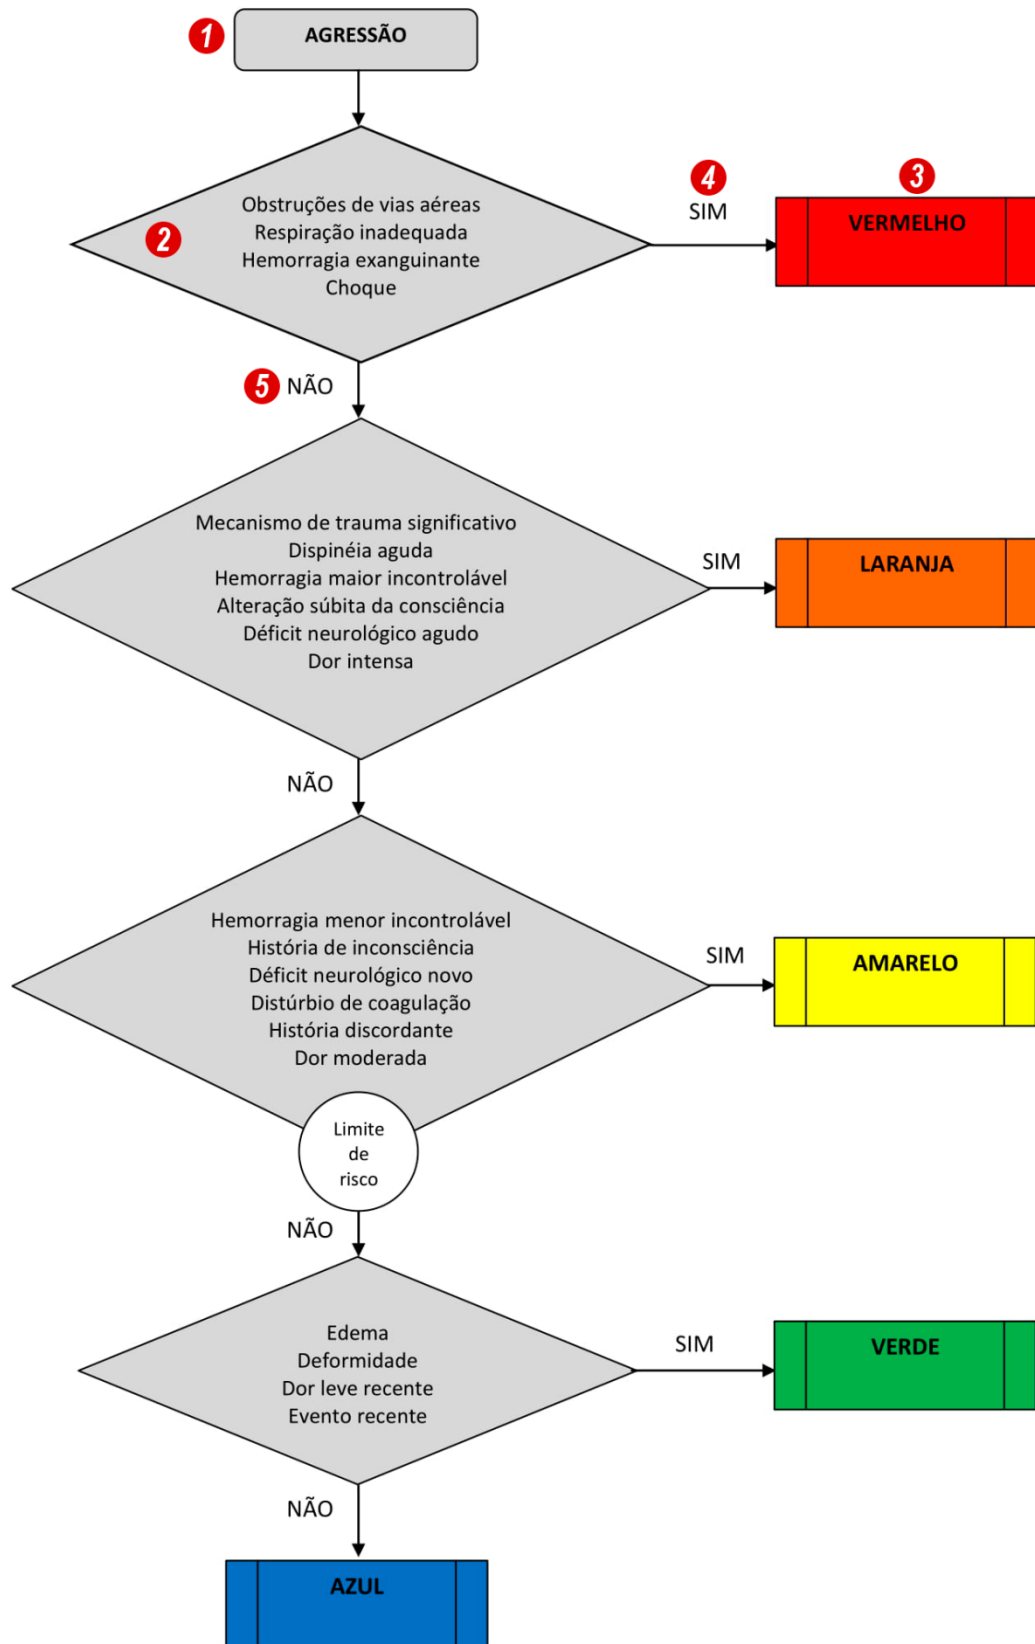 1 AGRESSÃO
4
3
SIM
VERMELHO
2
Obstruções de vias aéreas
Respiração inadequada
Hemorragia exanguinante
Choque
5 NÃO
Mecanismo de trauma significativo
Dispinéia aguda
Hemorragia maior incontrolável
Alteração súbita da consciência
Déficit neurológico agudo
Dor intensa
SIM
LARANJA
NÃO
Hemorragia menor incontrolável
História de inconsciência
Déficit neurológico novo
Distúrbio de coagulação
História discordante
Dor moderada
SIM
AMARELO
Limite
de
risco
NÃO
Edema
Deformidade
Dor leve recente
Evento recente
SIM
VERDE
NÃO
AZUL